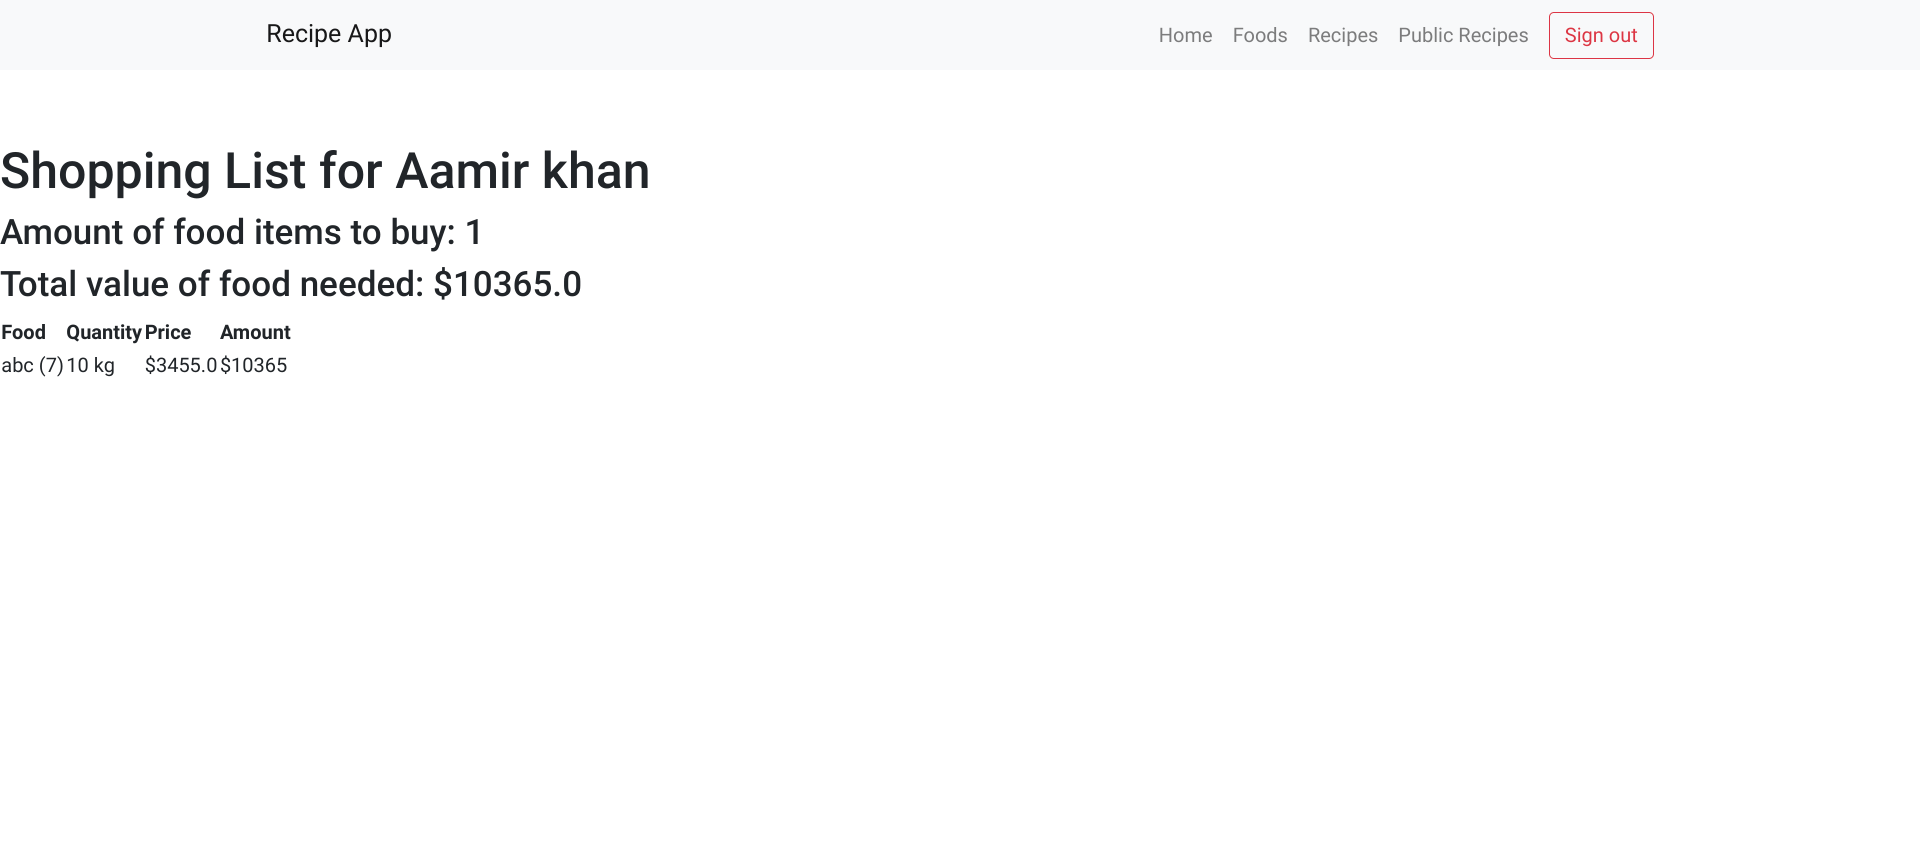 Recipe App
Home Foods Recipes Public Recipes Sign out
Shopping List for Aamir khan
Amount of food items to buy: 1
Total value of food needed: $10365.0
Food Quantity Price Amount
abc (7) 10 kg $3455.0 $10365